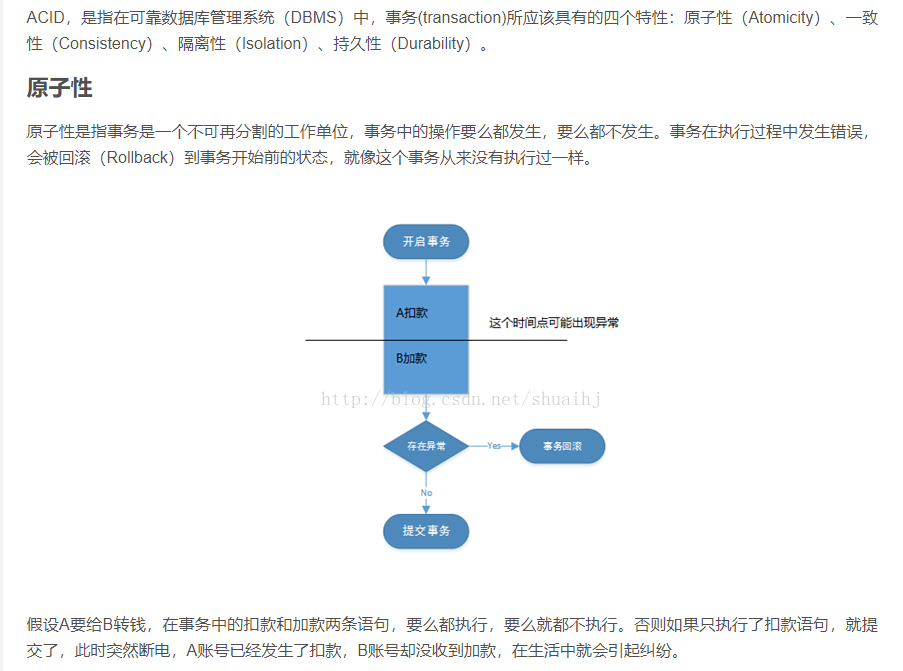 ACID，是指在可靠数据库管理系统（DBMS）中，事务(transaction)所应该具有的四个特性：原子性（Atomicity）、一致
性（Consistency）、隔离性（Isolation）、持久性（Durability）。
原子性
原子性是指事务是一个不可再分割的工作单位，事务中的操作要么都发生，要么都不发生。事务在执行过程中发生错误，
会被回滚（Rollback）到事务开始前的状态，就像这个事务从来没有执行过一样。
开启事务
A扣款
这个时间点可能出现异常
B加款
http://blog.csdn.net/shuaihj
存在异常
Yes
事务回滚
No
提交事务
假设A要给B转钱，在事务中的扣款和加款两条语句，要么都执行，要么就都不执行。否则如果只执行了扣款语句，就提
交了，此时突然断电，A账号已经发生了扣款，B账号却没收到加款，在生活中就会引起纠纷。